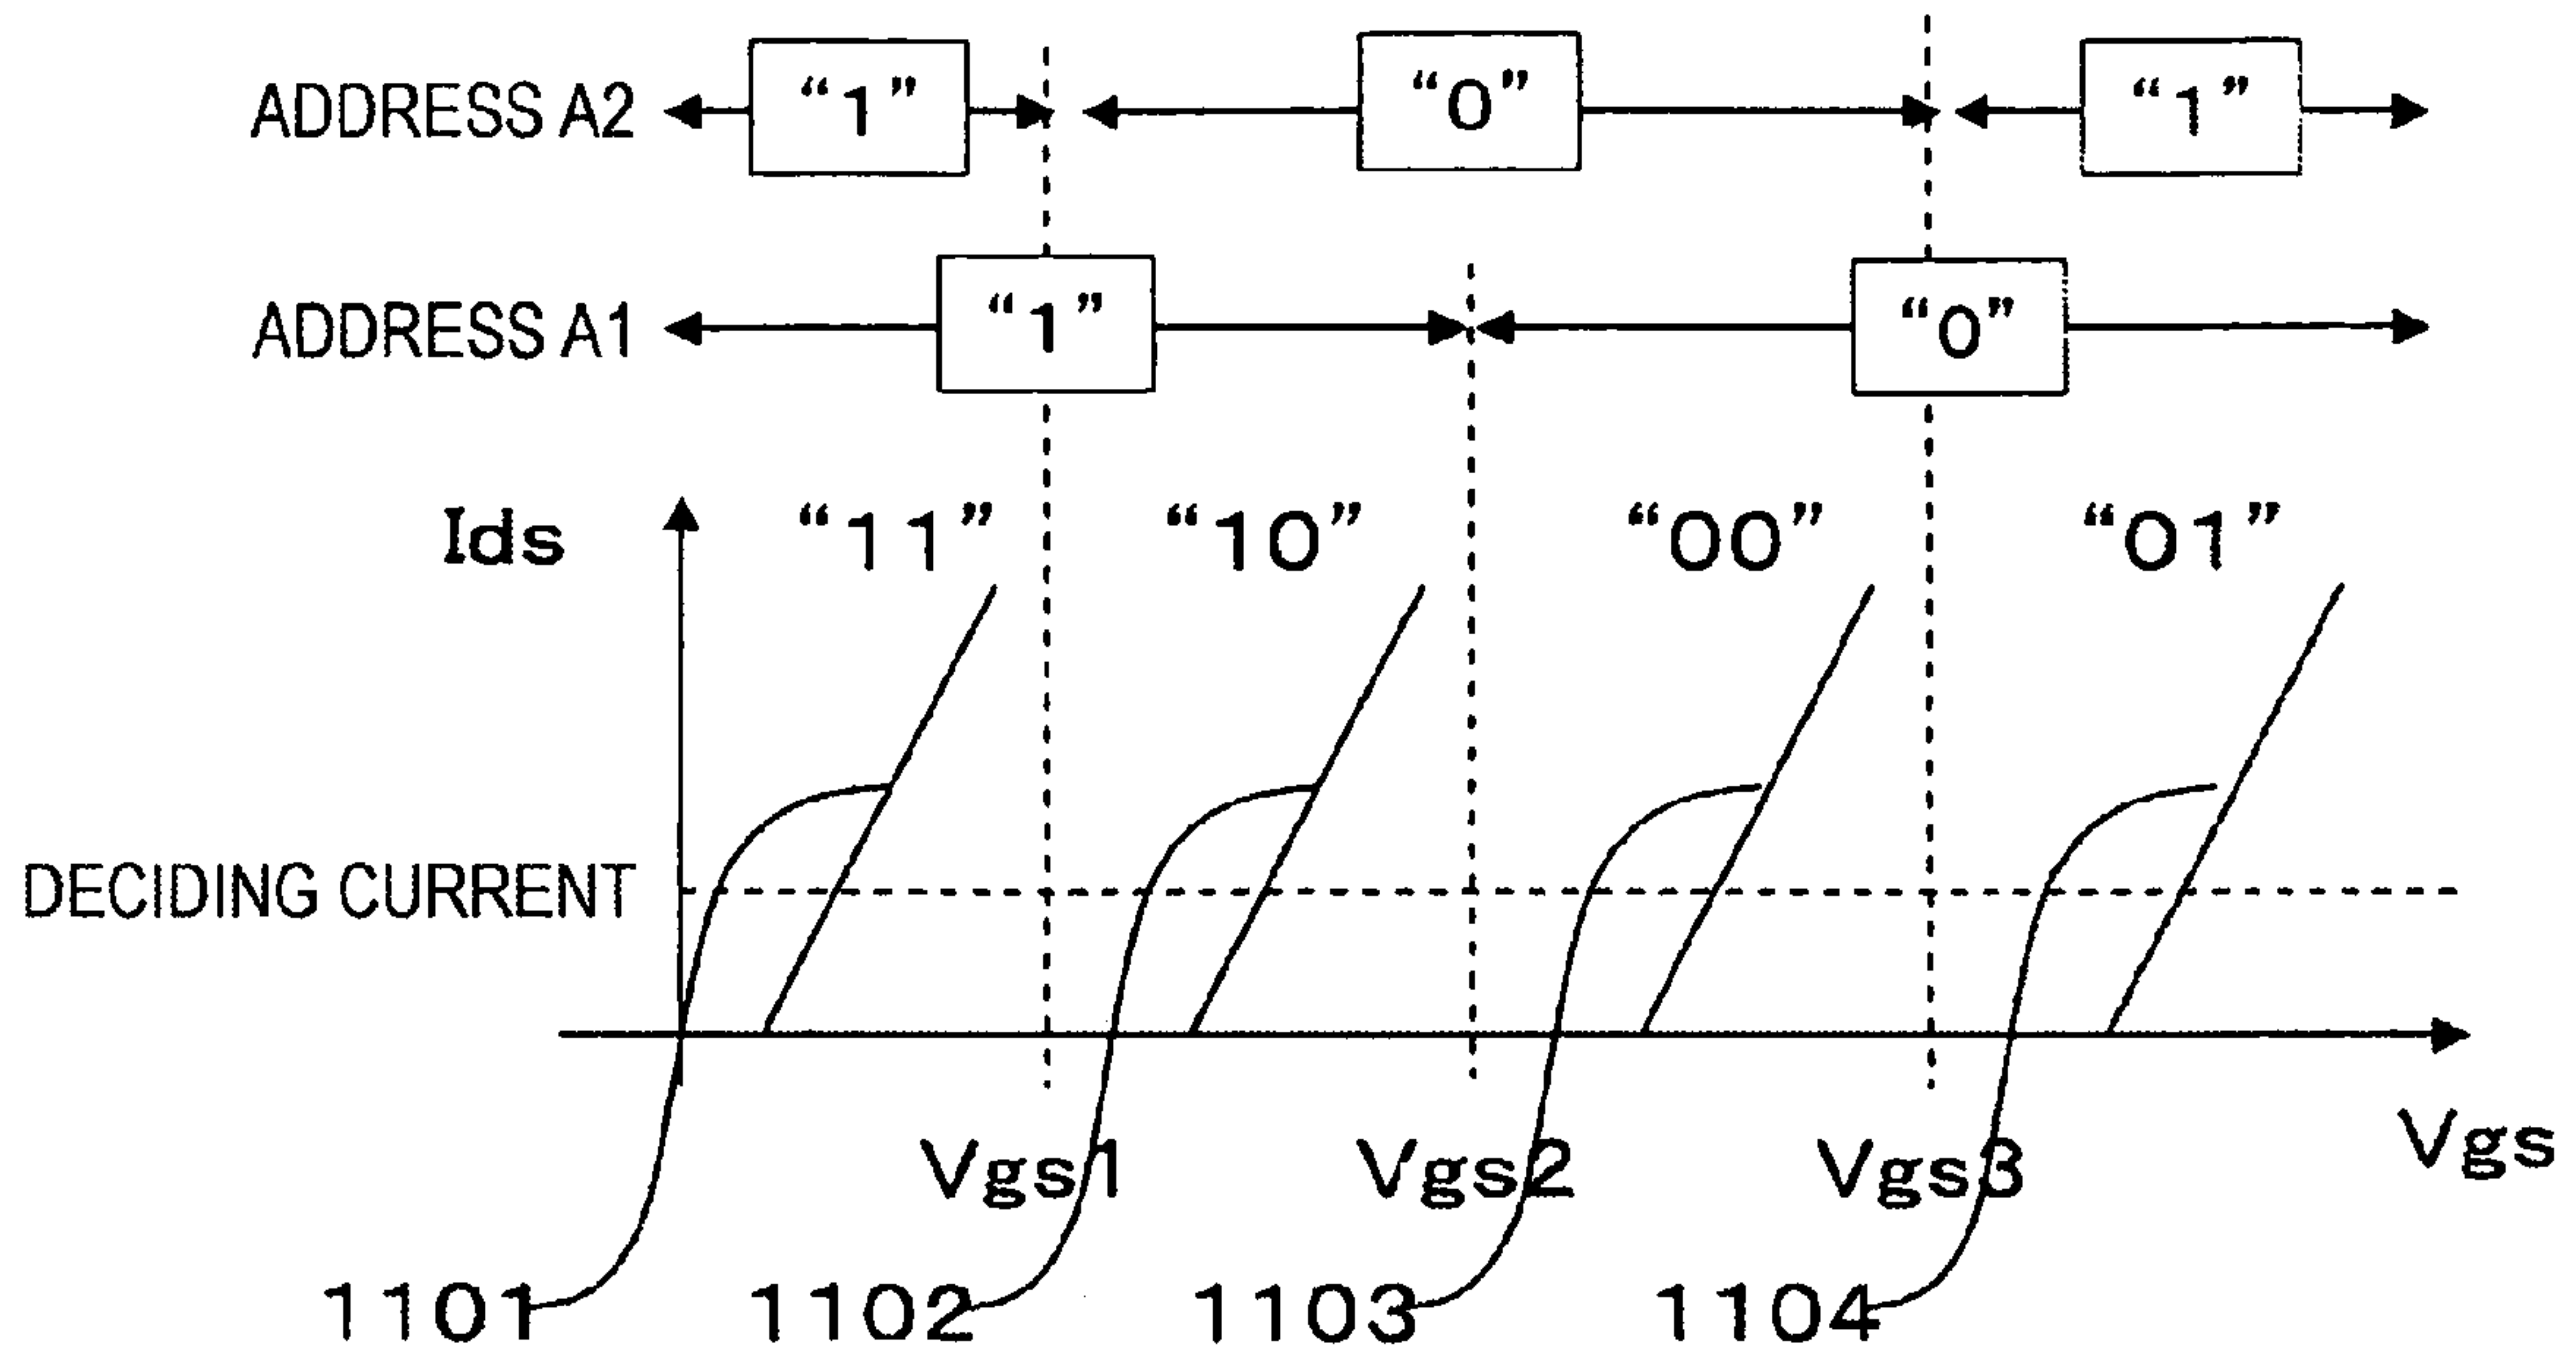 ADDRESS A2 “1” “0” “1”
ADDRESS A1 “1” “0”
Ids “11” “10” “00” “01”
DECIDING CURRENT
Vgs1 Vgs2 Vgs3 Vgs
1101 1102 1103 1104